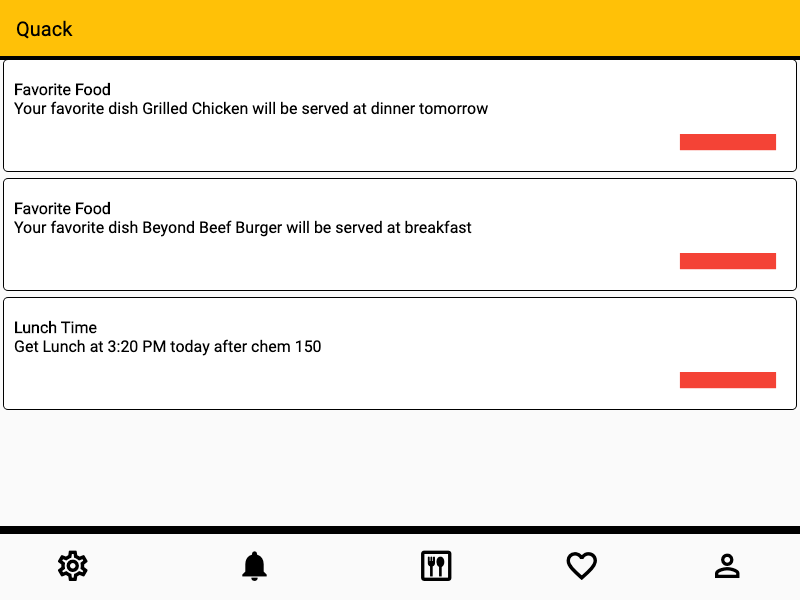 Quack
Favorite Food
Your favorite dish Grilled Chicken will be served at dinner tomorrow
Favorite Food
Your favorite dish Beyond Beef Burger will be served at breakfast
Lunch Time
Get Lunch at 3:20 PM today after chem 150